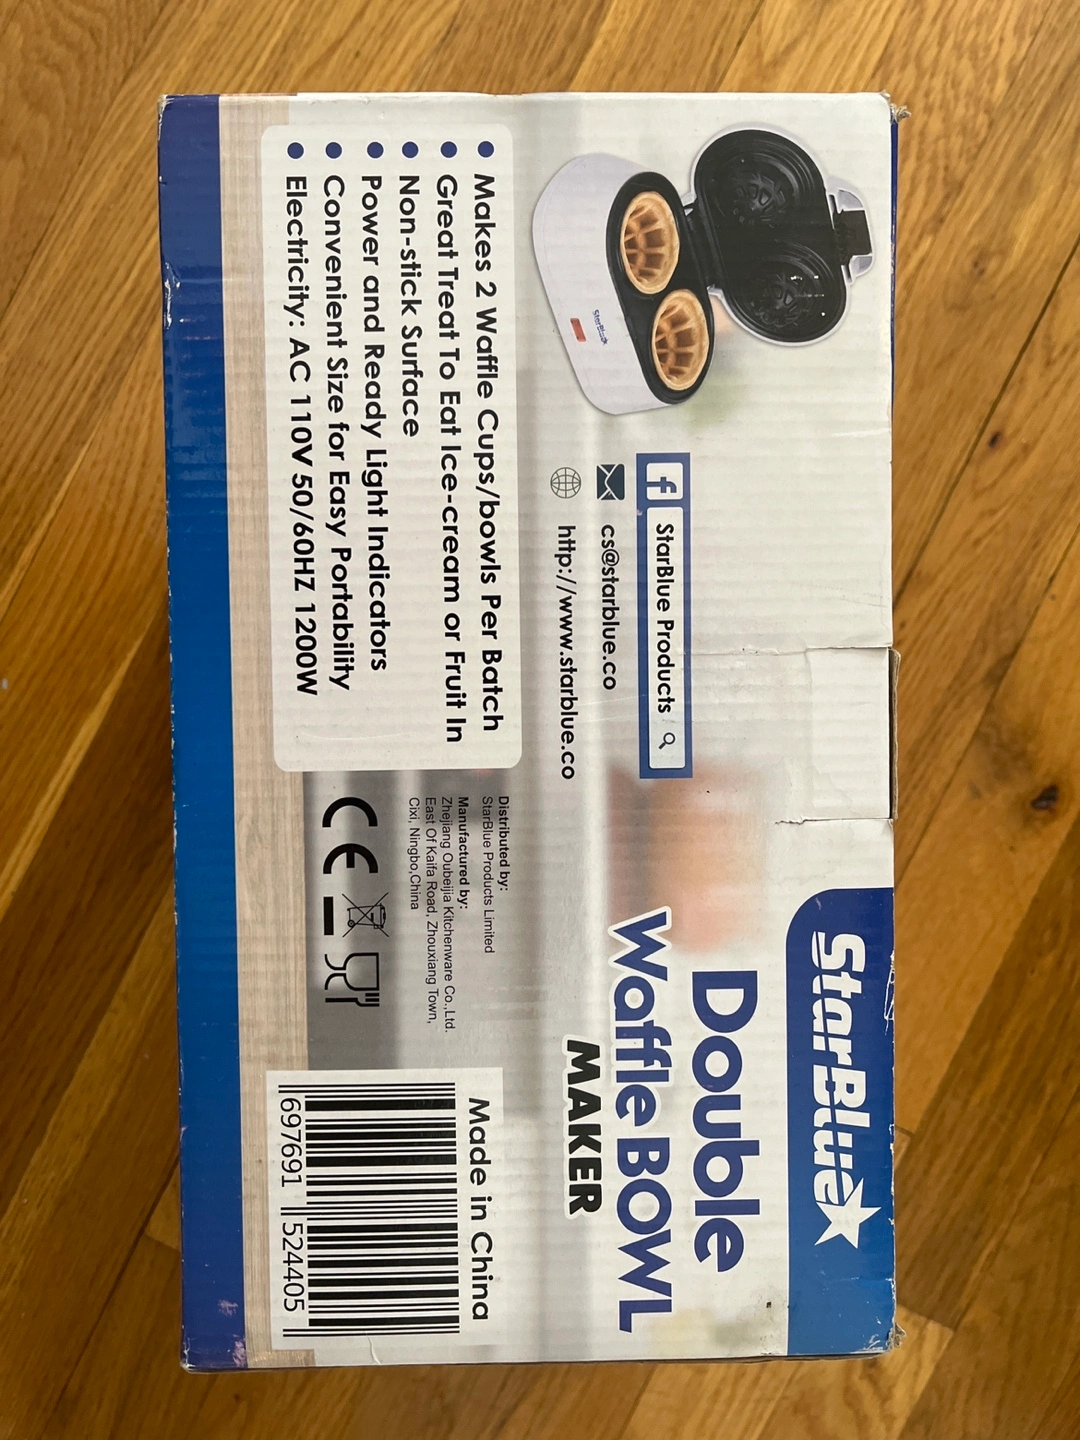 StarBlue
Double
Waffle BOWL
MAKER
StarBlue
f StarBlue Products
cs@starblue.co
http://www.starblue.co
• Makes 2 Waffle Cups/bowls Per Batch
• Great Treat To Eat Ice-cream or Fruit In
• Non-stick Surface
• Power and Ready Light Indicators
• Convenient Size for Easy Portability
• Electricity: AC 110V 50/60HZ 1200W
Distributed by:
StarBlue Products Limited
Manufactured by:
Zhejiang Oubeijia Kitchenware Co.,Ltd.
East Of Kaifa Road, Zhouxiang Town,
Cixi, Ningbo,China
CE
Made in China
697691 524405